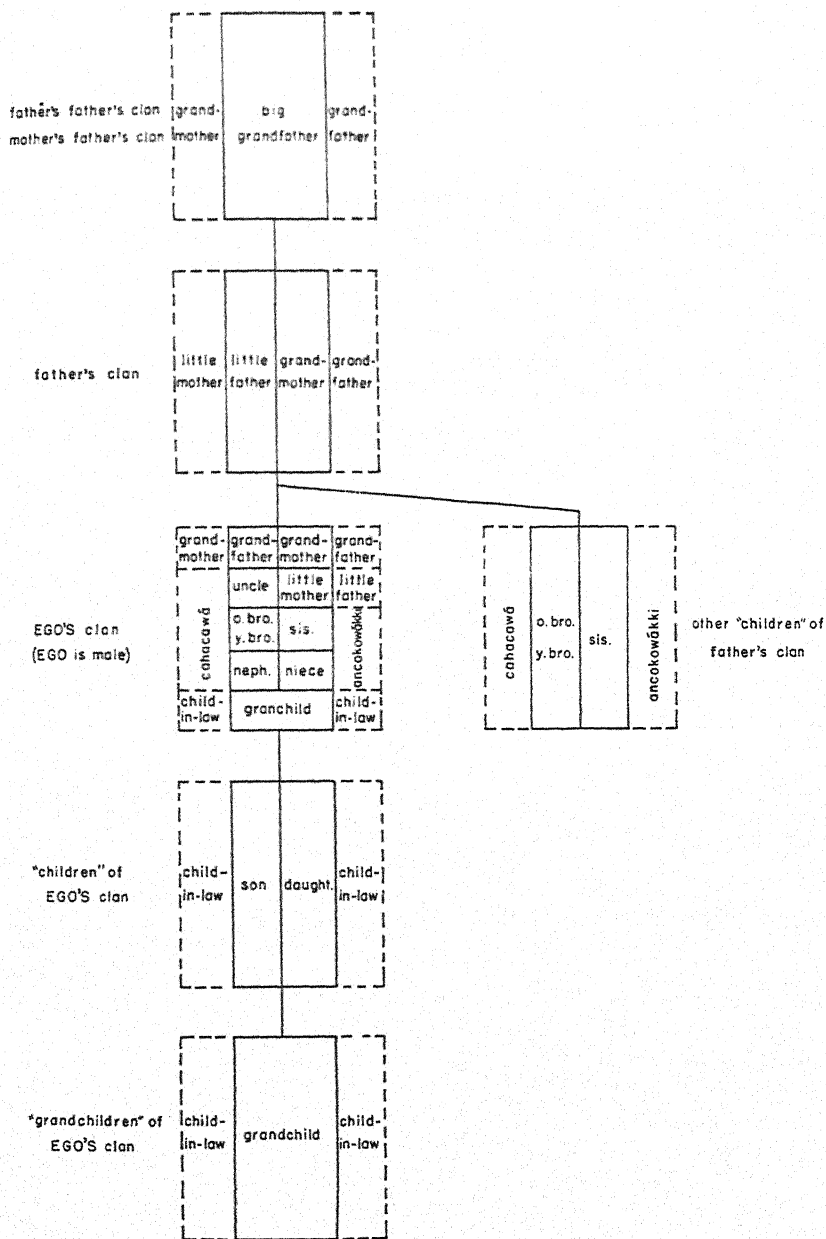 father's father's clan
mother's father's clan
grand-
mother
big
grandfather
grand-
father
father's clan
little
mother
little
father
grand-
mother
grand-
father
EGO'S clan
(EGO is male)
grand-
mother
grand-
father
grand-
mother
grand-
father
cahacawá
uncle
little
mother
little
father
o. bro.
y. bro.
sis.
ancokowákki
neph.
niece
child-
in-law
granchild
child-
in-law
cahacawá
o. bro.
y. bro.
sis.
ancokowákki
other "children" of
father's clan
"children" of
EGO'S clan
child-
in-law
son
daught.
child-
in-law
"grandchildren" of
EGO'S clan
child-
in-law
grandchild
child-
in-law